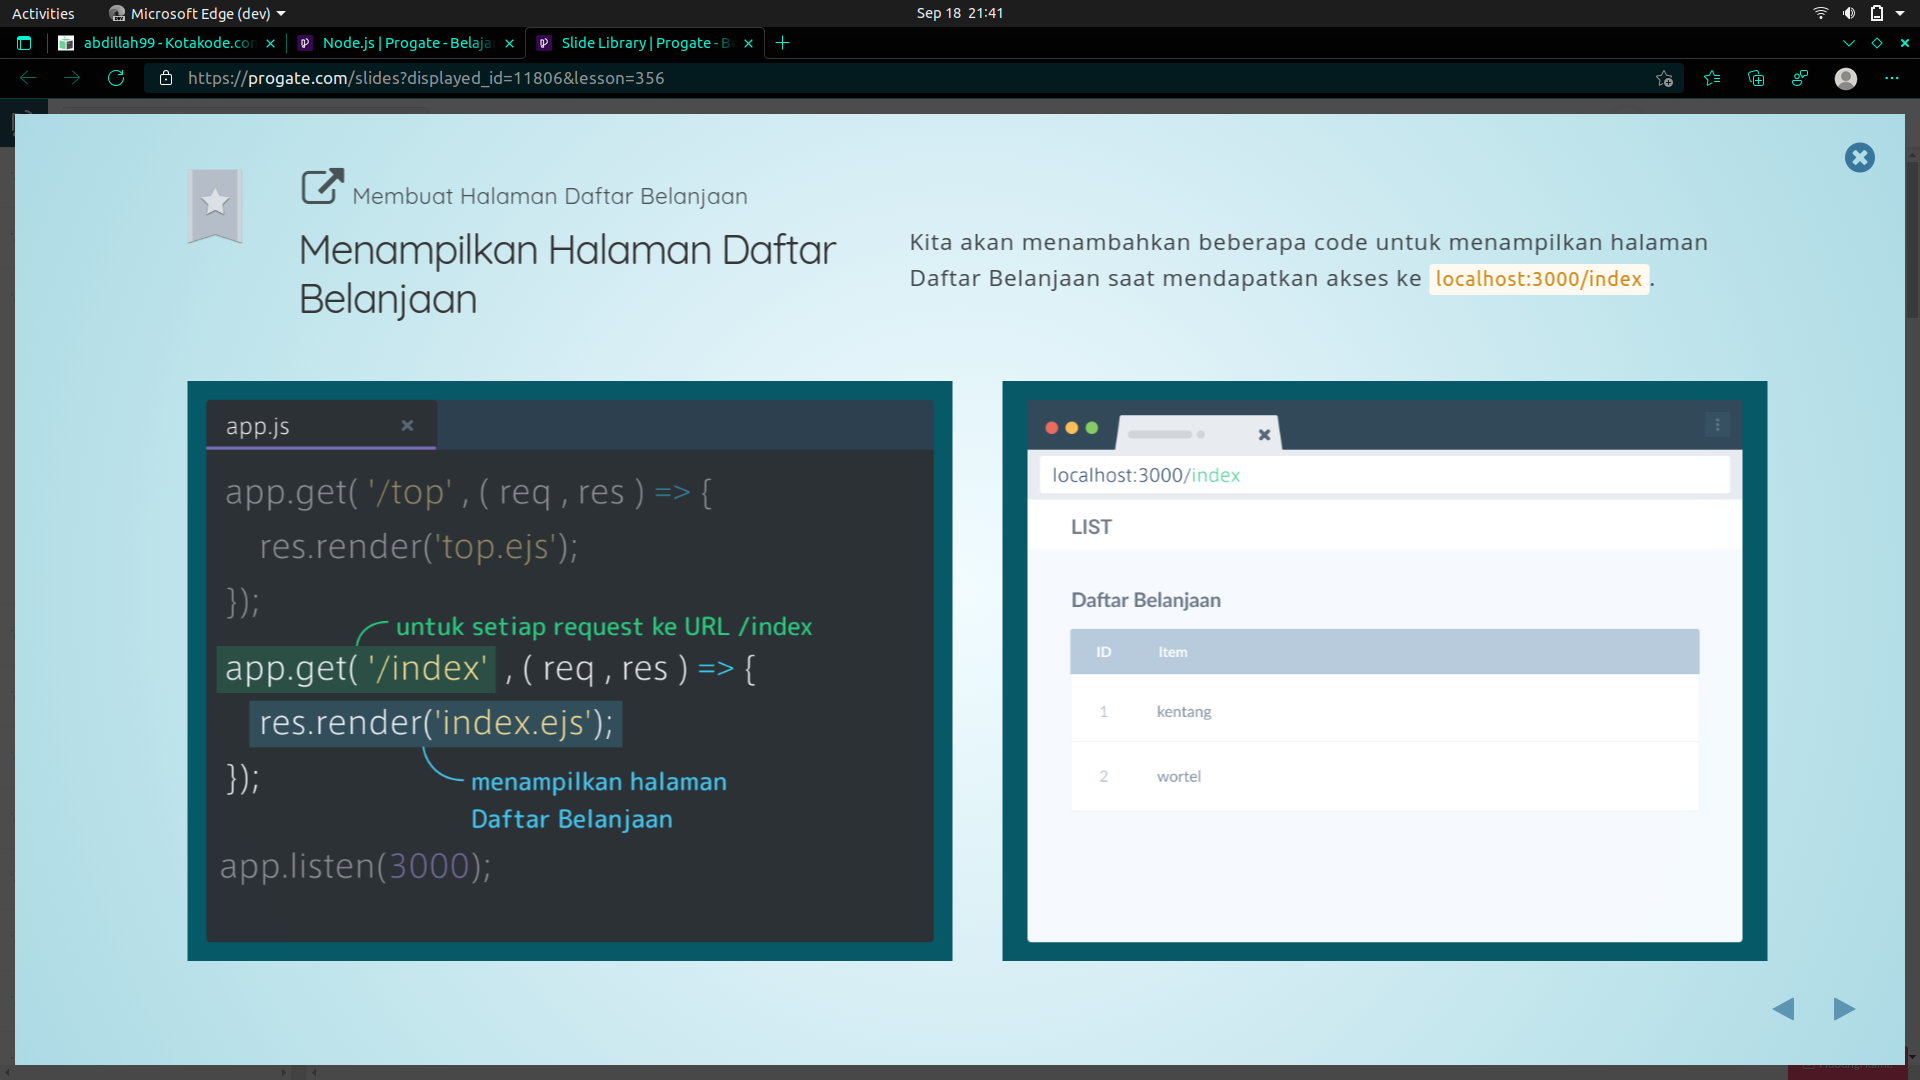 Activities
Microsoft Edge (dev)
Sep 18 21:41
abdillah99 - Kotakode.con
Node.js | Progate - Belaja
Slide Library | Progate - B
https://progate.com/slides?displayed_id=11806&lesson=356
Membuat Halaman Daftar Belanjaan
Menampilkan Halaman Daftar
Belanjaan
Kita akan menambahkan beberapa code untuk menampilkan halaman
Daftar Belanjaan saat mendapatkan akses ke localhost:3000/index.
app.js
app.get( '/top' , ( req , res ) => {
res.render('top.ejs');
});
untuk setiap request ke URL /index
app.get( '/index' , ( req , res ) => {
res.render('index.ejs');
});
menampilkan halaman
Daftar Belanjaan
app.listen(3000);
localhost:3000/index
LIST
Daftar Belanjaan
ID Item
1 kentang
2 wortel